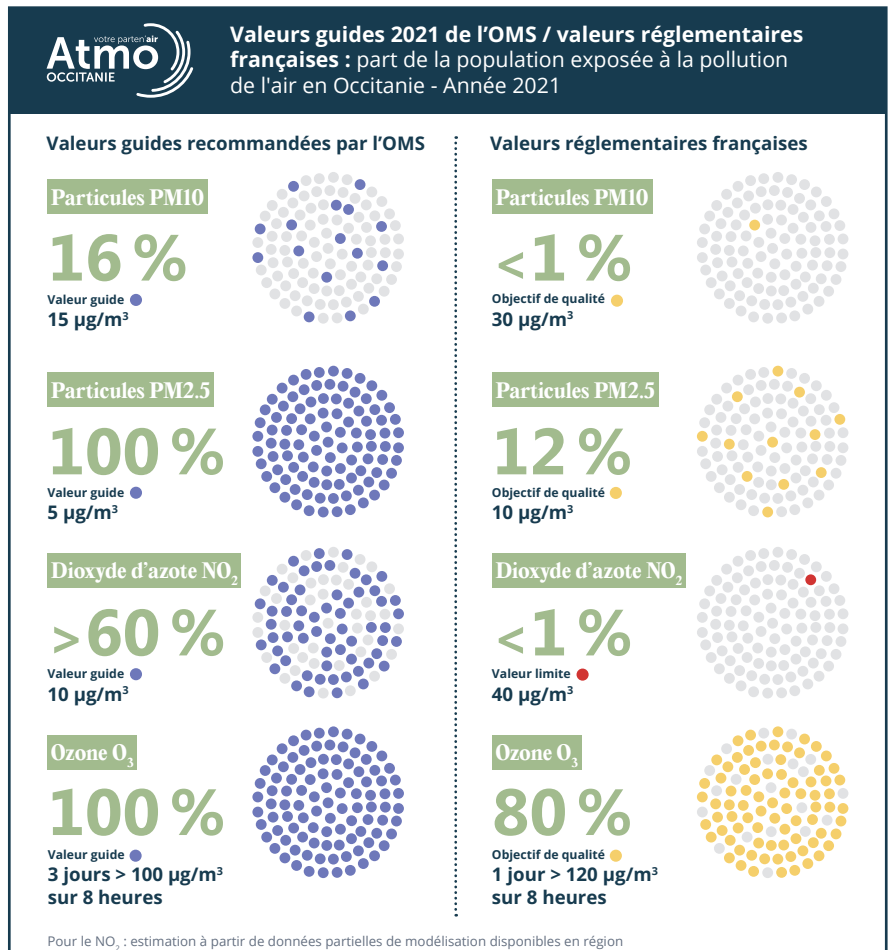 votre parten'air
Atmo
OCCITANIE
Valeurs guides 2021 de l'OMS / valeurs réglementaires
françaises : part de la population exposée à la pollution
de l'air en Occitanie - Année 2021
Valeurs guides recommandées par l'OMS
Particules PM10
16 %
Valeur guide
15 µg/m³
Particules PM2.5
100 %
Valeur guide
5 µg/m³
Dioxyde d'azote NO₂
> 60 %
Valeur guide
10 µg/m³
Ozone O₃
100 %
Valeur guide
3 jours > 100 µg/m³
sur 8 heures
Valeurs réglementaires françaises
Particules PM10
< 1 %
Objectif de qualité
30 µg/m³
Particules PM2.5
12 %
Objectif de qualité
10 µg/m³
Dioxyde d'azote NO₂
< 1 %
Valeur limite
40 µg/m³
Ozone O₃
80 %
Objectif de qualité
1 jour > 120 µg/m³
sur 8 heures
Pour le NO₂ : estimation à partir de données partielles de modélisation disponibles en région